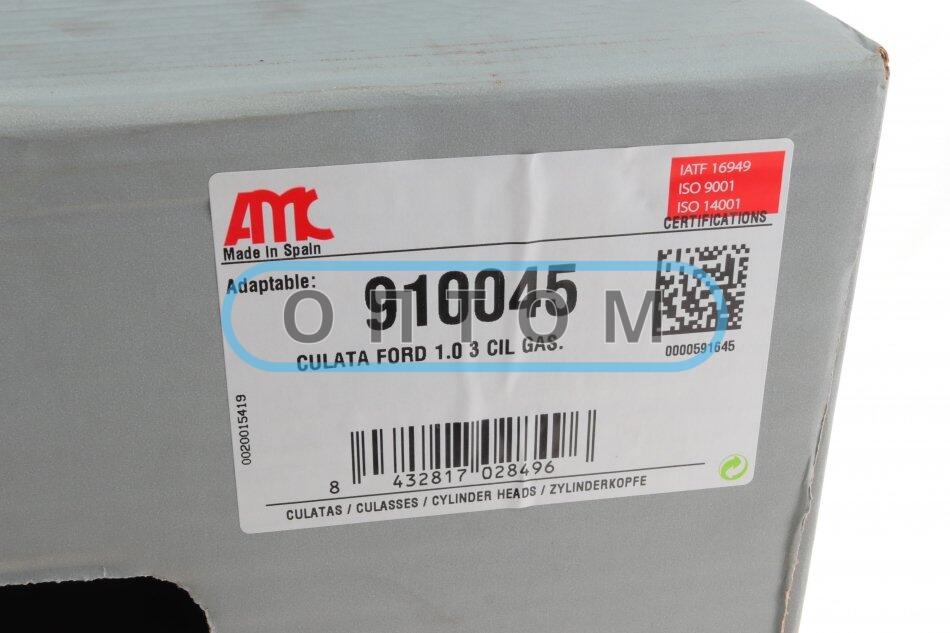 AMC
Made In Spain
IATF 16949
ISO 9001
ISO 14001
CERTIFICATIONS
Adaptable:
910045
ОПТОМ
CULATA FORD 1.0 3 CIL GAS.
0000591645
0020015419
8 432817 028496
CULATAS / CULASSES / CYLINDER HEADS / ZYLINDERKOPFE